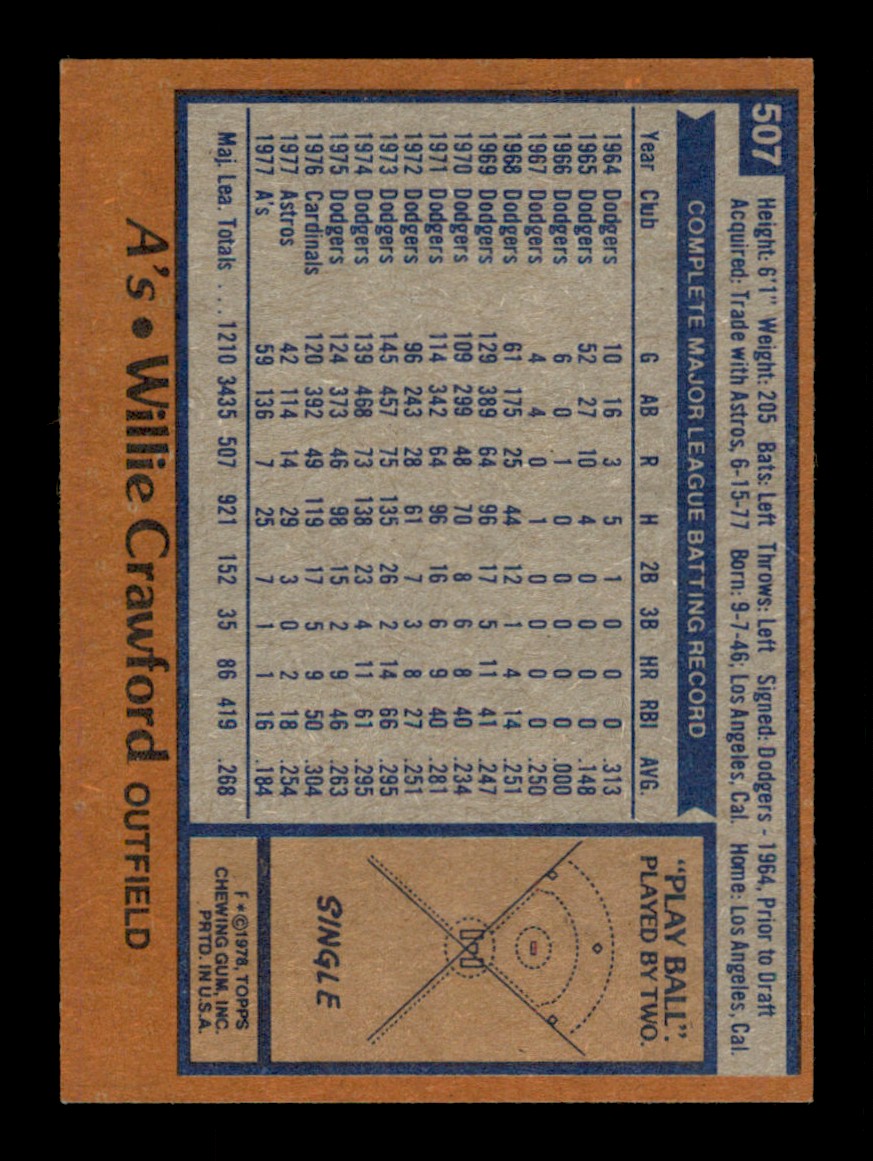 507
Height: 6'1" Weight: 205 Bats: Left Throws: Left Signed: Dodgers - 1964, Prior to Draft
Acquired: Trade with Astros, 6-15-77 Born: 9-7-46, Los Angeles, Cal. Home: Los Angeles, Cal.
COMPLETE MAJOR LEAGUE BATTING RECORD
Year Club G AB R H 2B 3B HR RBI AVG.
1964 Dodgers 10 16 3 5 1 0 0 0 .313
1965 Dodgers 52 27 10 4 0 0 0 0 .148
1966 Dodgers 6 0 1 0 0 0 0 0 .000
1967 Dodgers 4 4 0 1 0 0 0 0 .250
1968 Dodgers 61 175 25 44 12 1 4 14 .251
1969 Dodgers 129 389 64 96 17 5 11 41 .247
1970 Dodgers 109 299 48 70 8 6 8 40 .234
1971 Dodgers 114 342 64 96 16 6 9 40 .281
1972 Dodgers 96 243 28 61 7 3 8 27 .251
1973 Dodgers 145 457 75 135 26 2 14 66 .295
1974 Dodgers 139 468 73 138 23 4 11 61 .295
1975 Dodgers 124 373 46 98 15 2 9 46 .263
1976 Cardinals 120 392 49 119 17 5 9 50 .304
1977 Astros 42 114 14 29 3 0 2 18 .254
1977 A's 59 136 7 25 7 1 1 16 .184
Maj. Lea. Totals . . . 1210 3435 507 921 152 35 86 419 .268
"PLAY BALL".
PLAYED BY TWO.
SINGLE
F * ©1978, TOPPS
CHEWING GUM, INC.
PRTD. IN U.S.A.
A's • Willie Crawford OUTFIELD